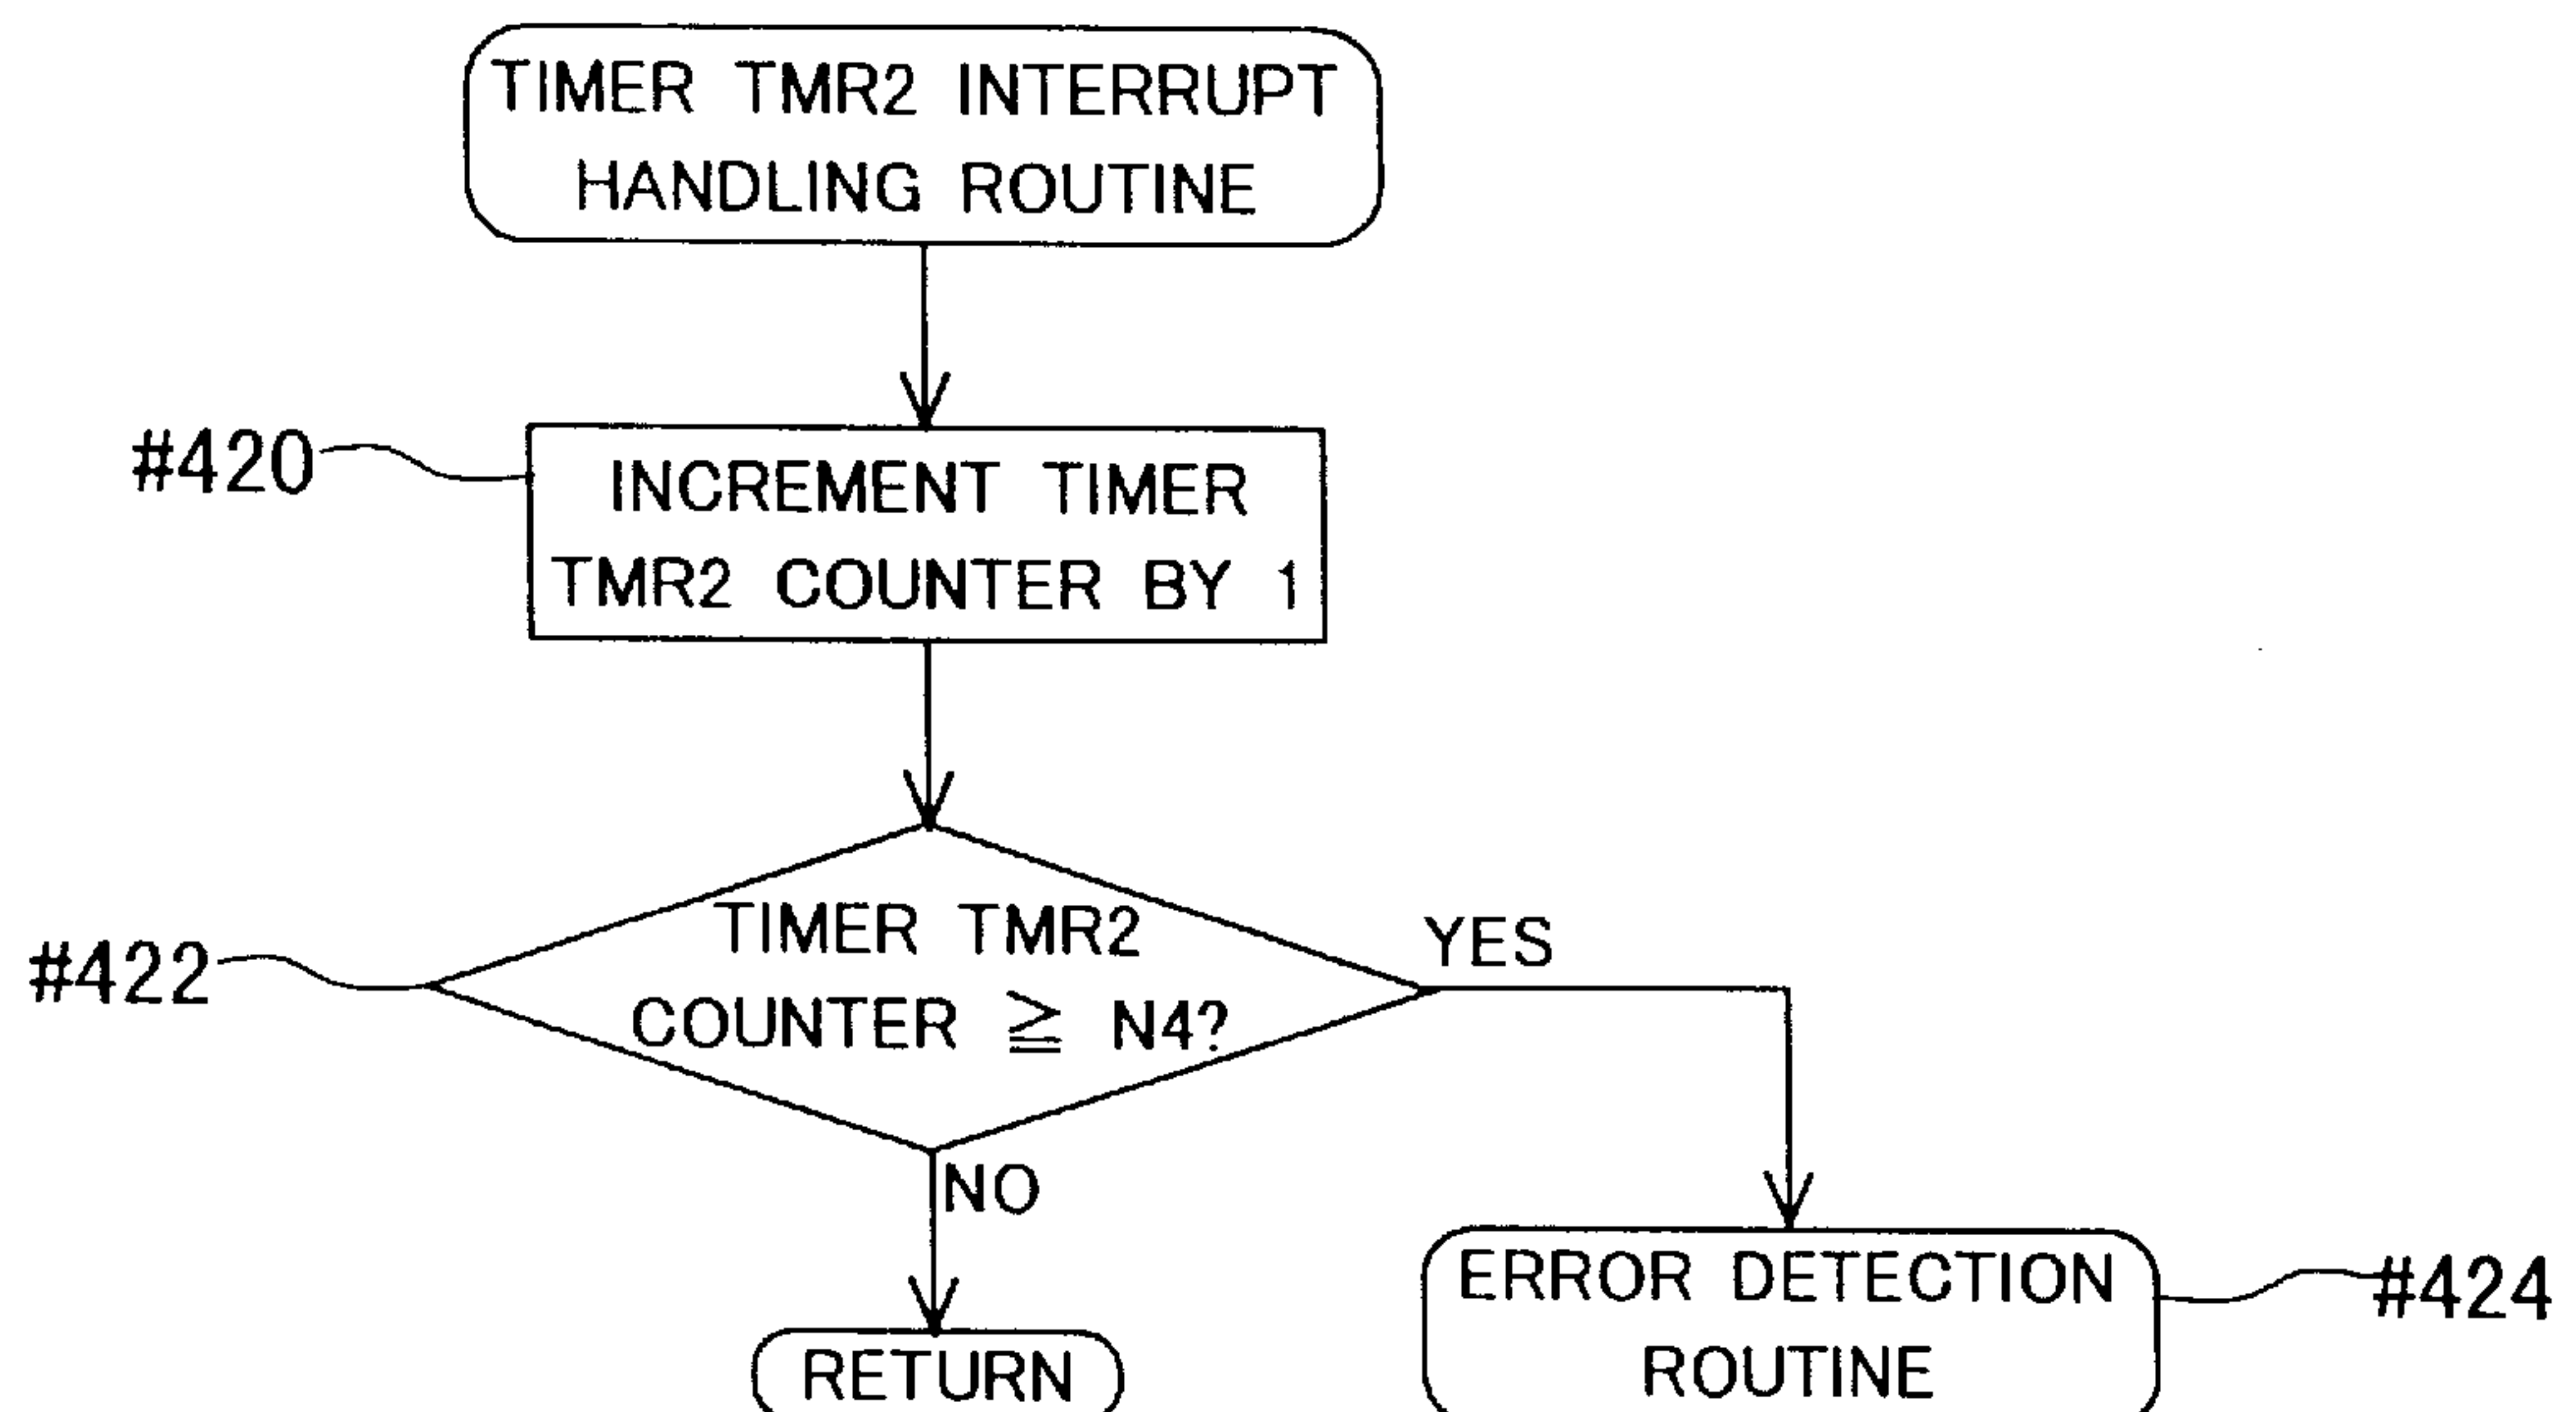 TIMER TMR2 INTERRUPT
HANDLING ROUTINE
#420
INCREMENT TIMER
TMR2 COUNTER BY 1
#422
TIMER TMR2
COUNTER ≧ N4?
YES
NO
ERROR DETECTION
ROUTINE
#424
RETURN